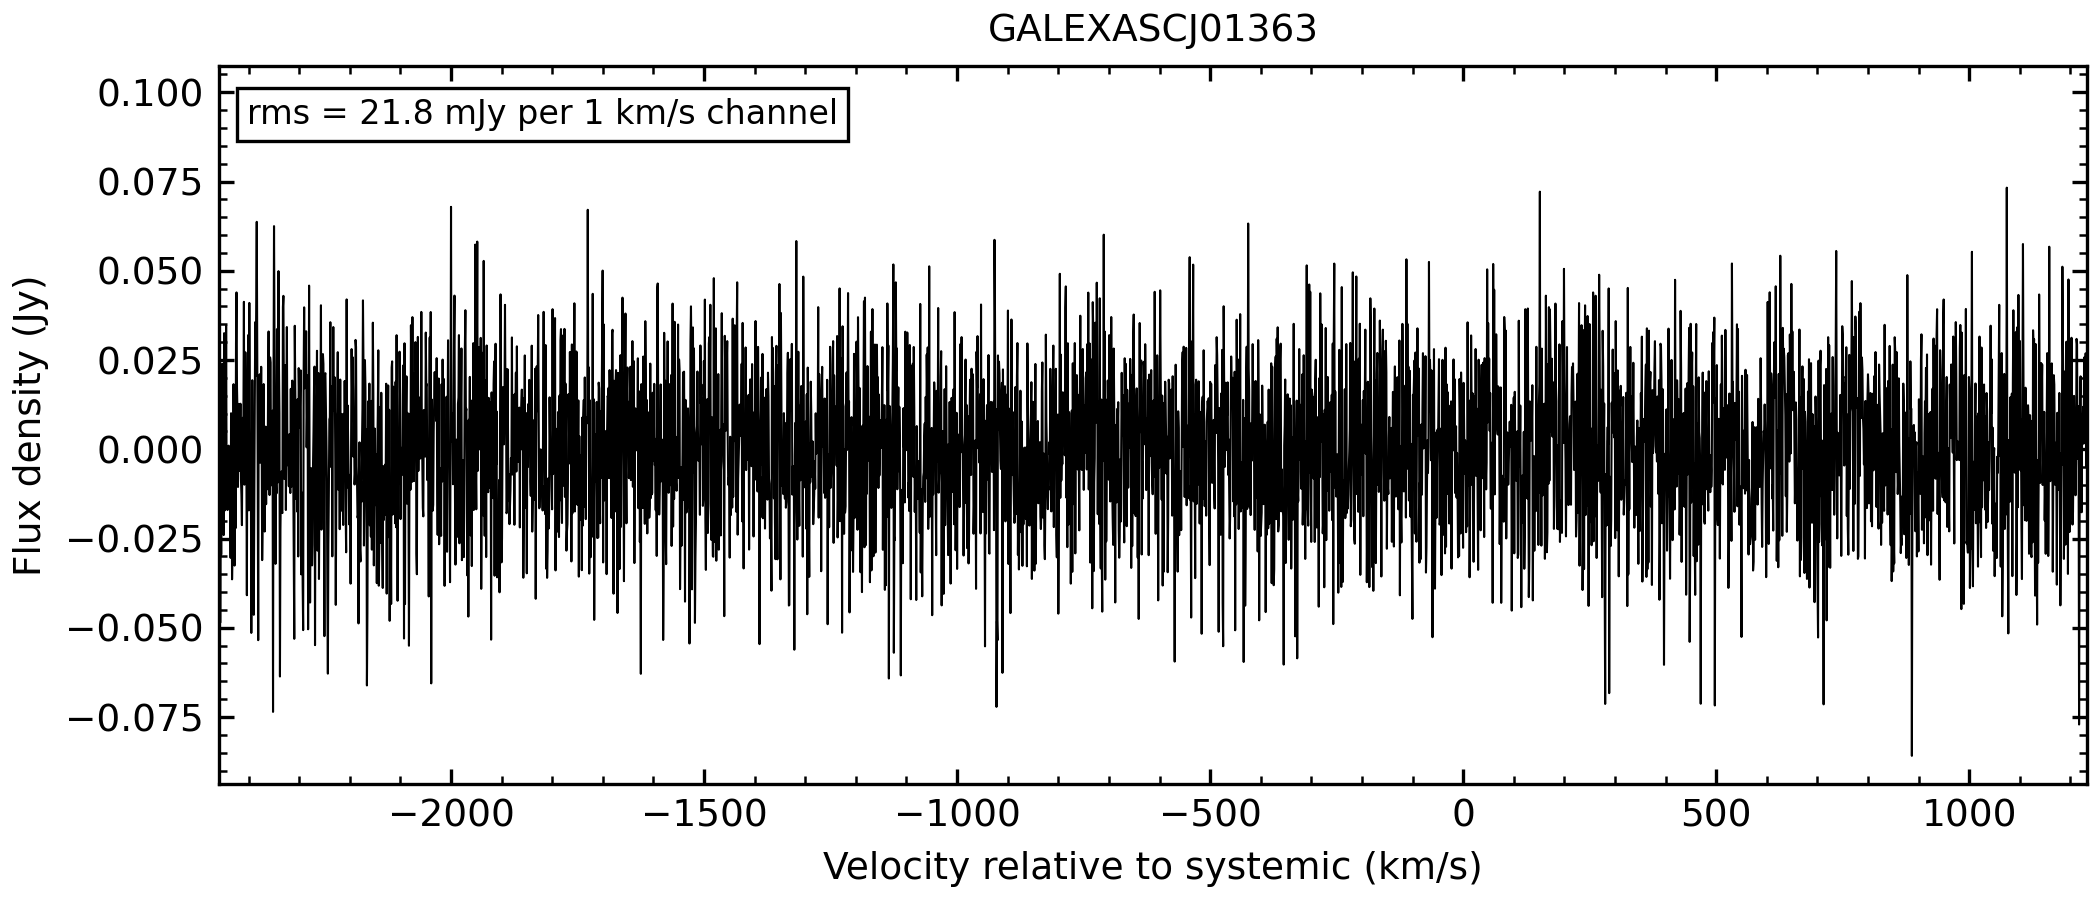 GALEXASCJ01363
rms = 21.8 mJy per 1 km/s channel
0.100
0.075
0.050
0.025
0.000
−0.025
−0.050
−0.075
Flux density (Jy)
−2000 −1500 −1000 −500 0 500 1000
Velocity relative to systemic (km/s)